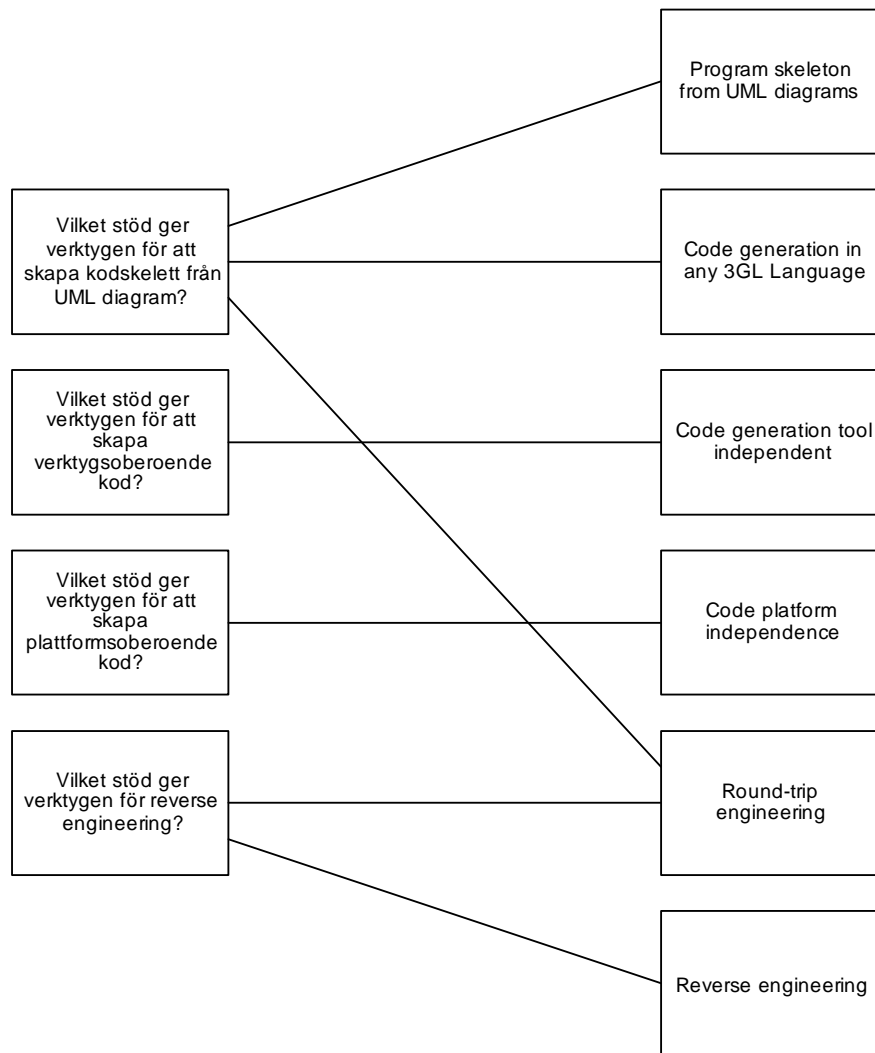 Program skeleton
from UML diagrams
Vilket stöd ger
verktygen för att
skapa kodskelett från
UML diagram?
Code generation in
any 3GL Language
Vilket stöd ger
verktygen för att
skapa
verktygsoberoende
kod?
Code generation tool
independent
Vilket stöd ger
verktygen för att
skapa
plattformsoberoende
kod?
Code platform
independence
Vilket stöd ger
verktygen för reverse
engineering?
Round-trip
engineering
Reverse engineering